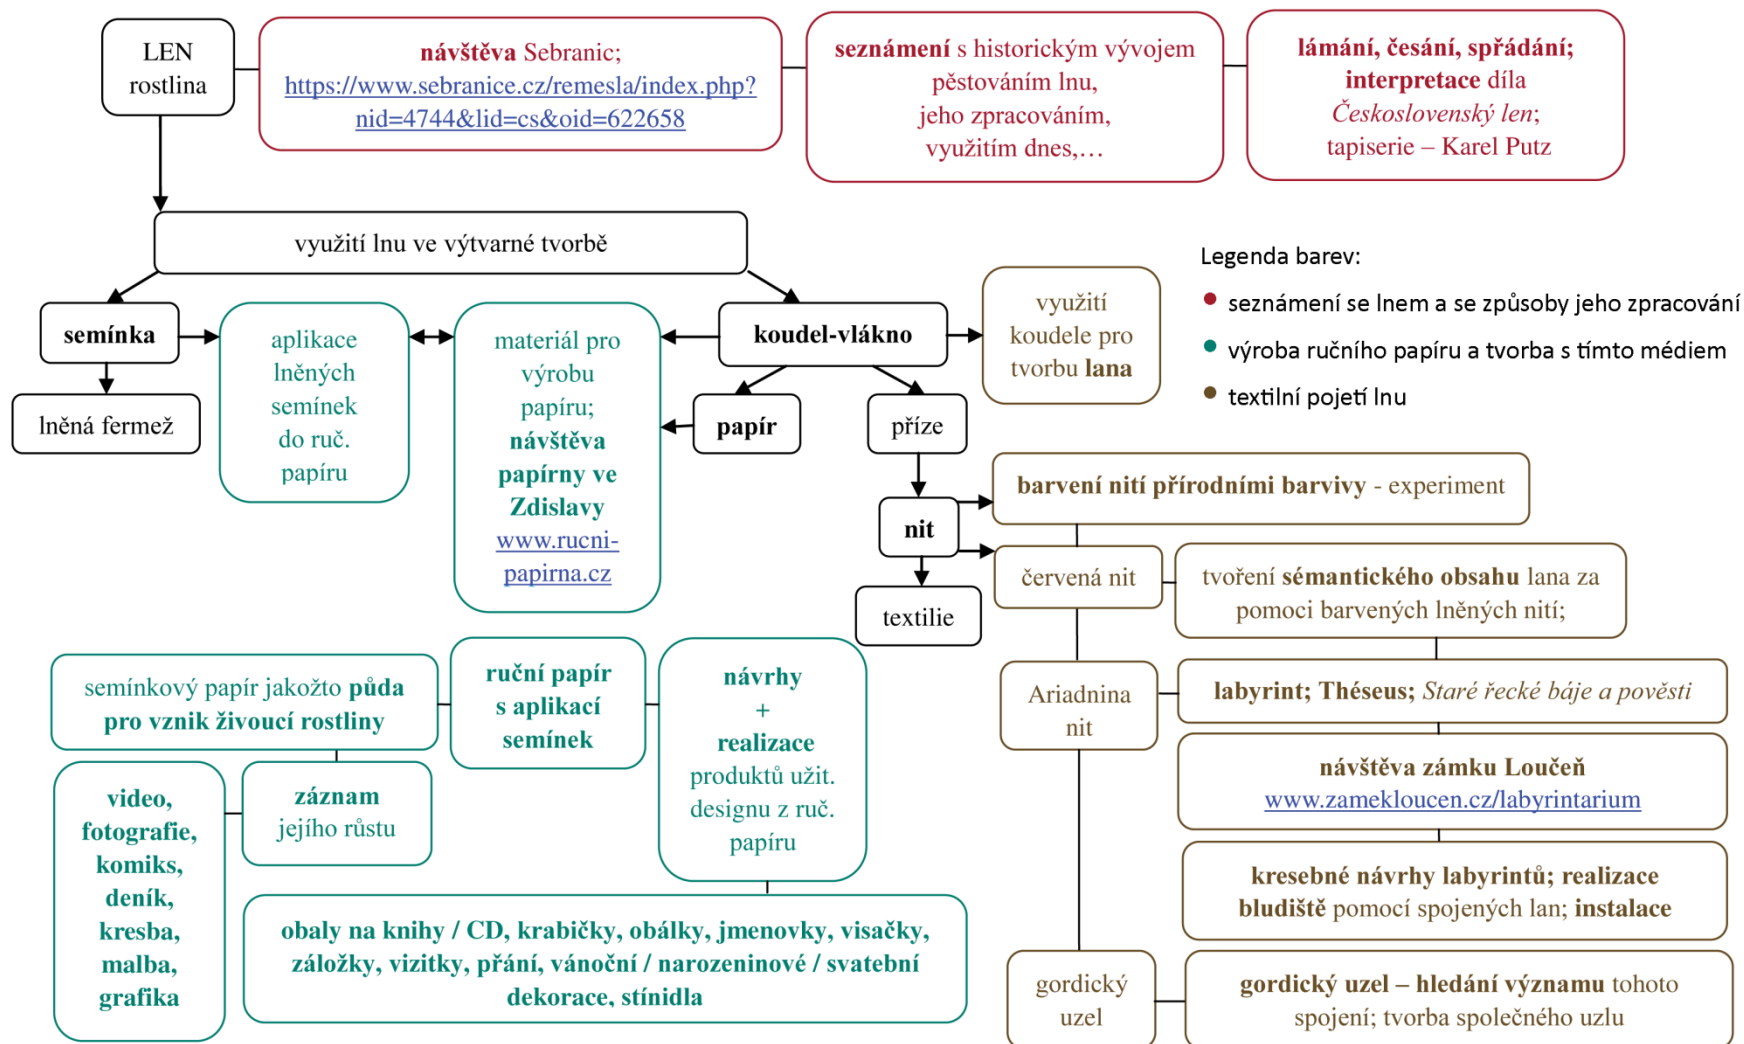 LEN
rostlina
návštěva Sebranic;
https://www.sebranice.cz/remesla/index.php?
nid=4744&lid=cs&oid=622658
seznámení s historickým vývojem
pěstováním lnu,
jeho zpracováním,
využitím dnes,…
lámání, česání, spřádání;
interpretace díla
Československý len;
tapiserie – Karel Putz
využití lnu ve výtvarné tvorbě
Legenda barev:
seznámení se lnem a se způsoby jeho zpracování
výroba ručního papíru a tvorba s tímto médiem
textilní pojetí lnu
semínka
lněná fermež
aplikace
lněných
semínek
do ruč.
papíru
materiál pro
výrobu
papíru;
návštěva
papírny ve
Zdislavy
www.rucni-
papirna.cz
koudel-vlákno
využití
koudele pro
tvorbu lana
papír
příze
nit
textilie
barvení nití přírodními barvivy - experiment
červená nit
tvoření sémantického obsahu lana za
pomoci barvených lněných nití;
Ariadnina
nit
labyrint; Théseus; Staré řecké báje a pověsti
návštěva zámku Loučeň
www.zamekloucen.cz/labyrintarium
kresebné návrhy labyrintů; realizace
bludiště pomocí spojených lan; instalace
gordický
uzel
gordický uzel – hledání významu tohoto
spojení; tvorba společného uzlu
semínkový papír jakožto půda
pro vznik živoucí rostliny
ruční papír
s aplikací
semínek
návrhy
+
realizace
produktů užit.
designu z ruč.
papíru
video,
fotografie,
komiks,
deník,
kresba,
malba,
grafika
záznam
jejího růstu
obaly na knihy / CD, krabičky, obálky, jmenovky, visačky,
záložky, vizitky, přání, vánoční / narozeninové / svatební
dekorace, stínidla